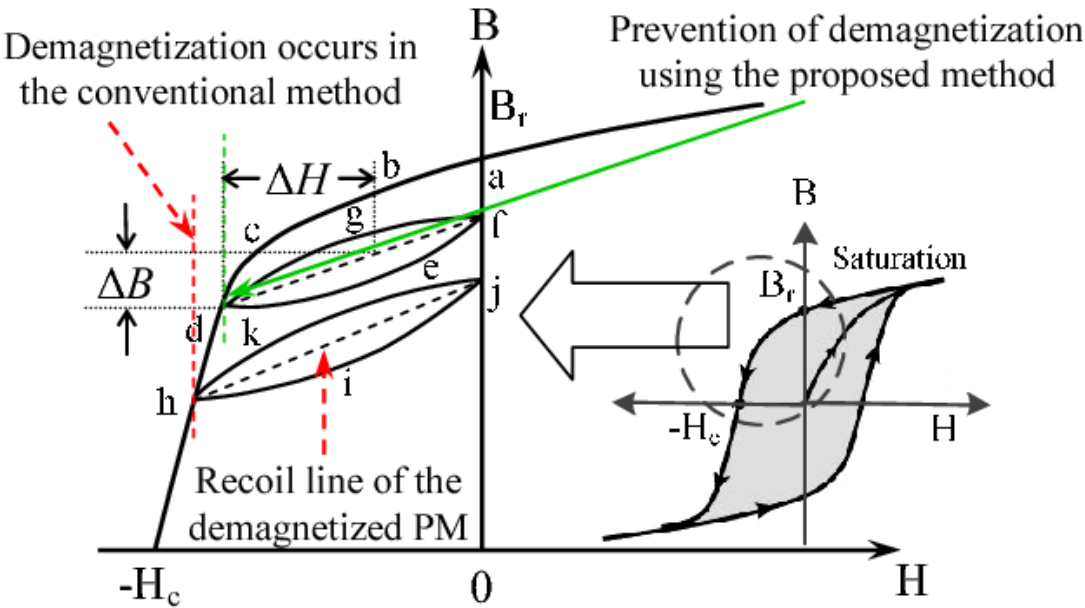 Demagnetization occurs in
the conventional method
B
Prevention of demagnetization
using the proposed method
Br
b
a
ΔH
g
f
c
e
ΔB
j
d
k
i
h
Recoil line of the
demagnetized PM
-Hc
0
H
B
Saturation
Br
-Hc
H